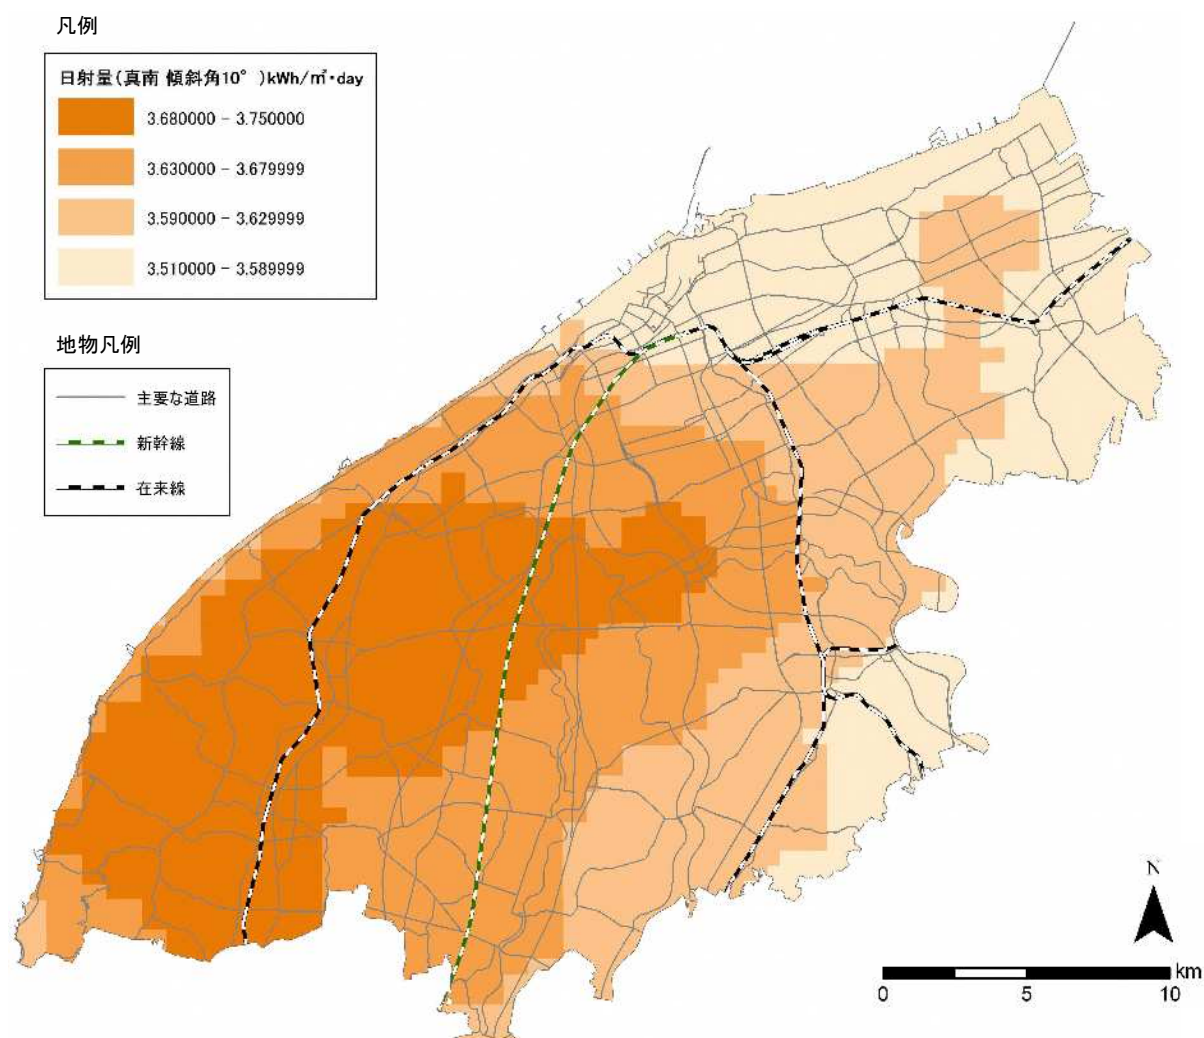 凡例
日射量(真南 傾斜角10°)kWh/㎡・day
3.680000 - 3.750000
3.630000 - 3.679999
3.590000 - 3.629999
3.510000 - 3.589999
地物凡例
主要な道路
新幹線
在来線
N
km
0 5 10